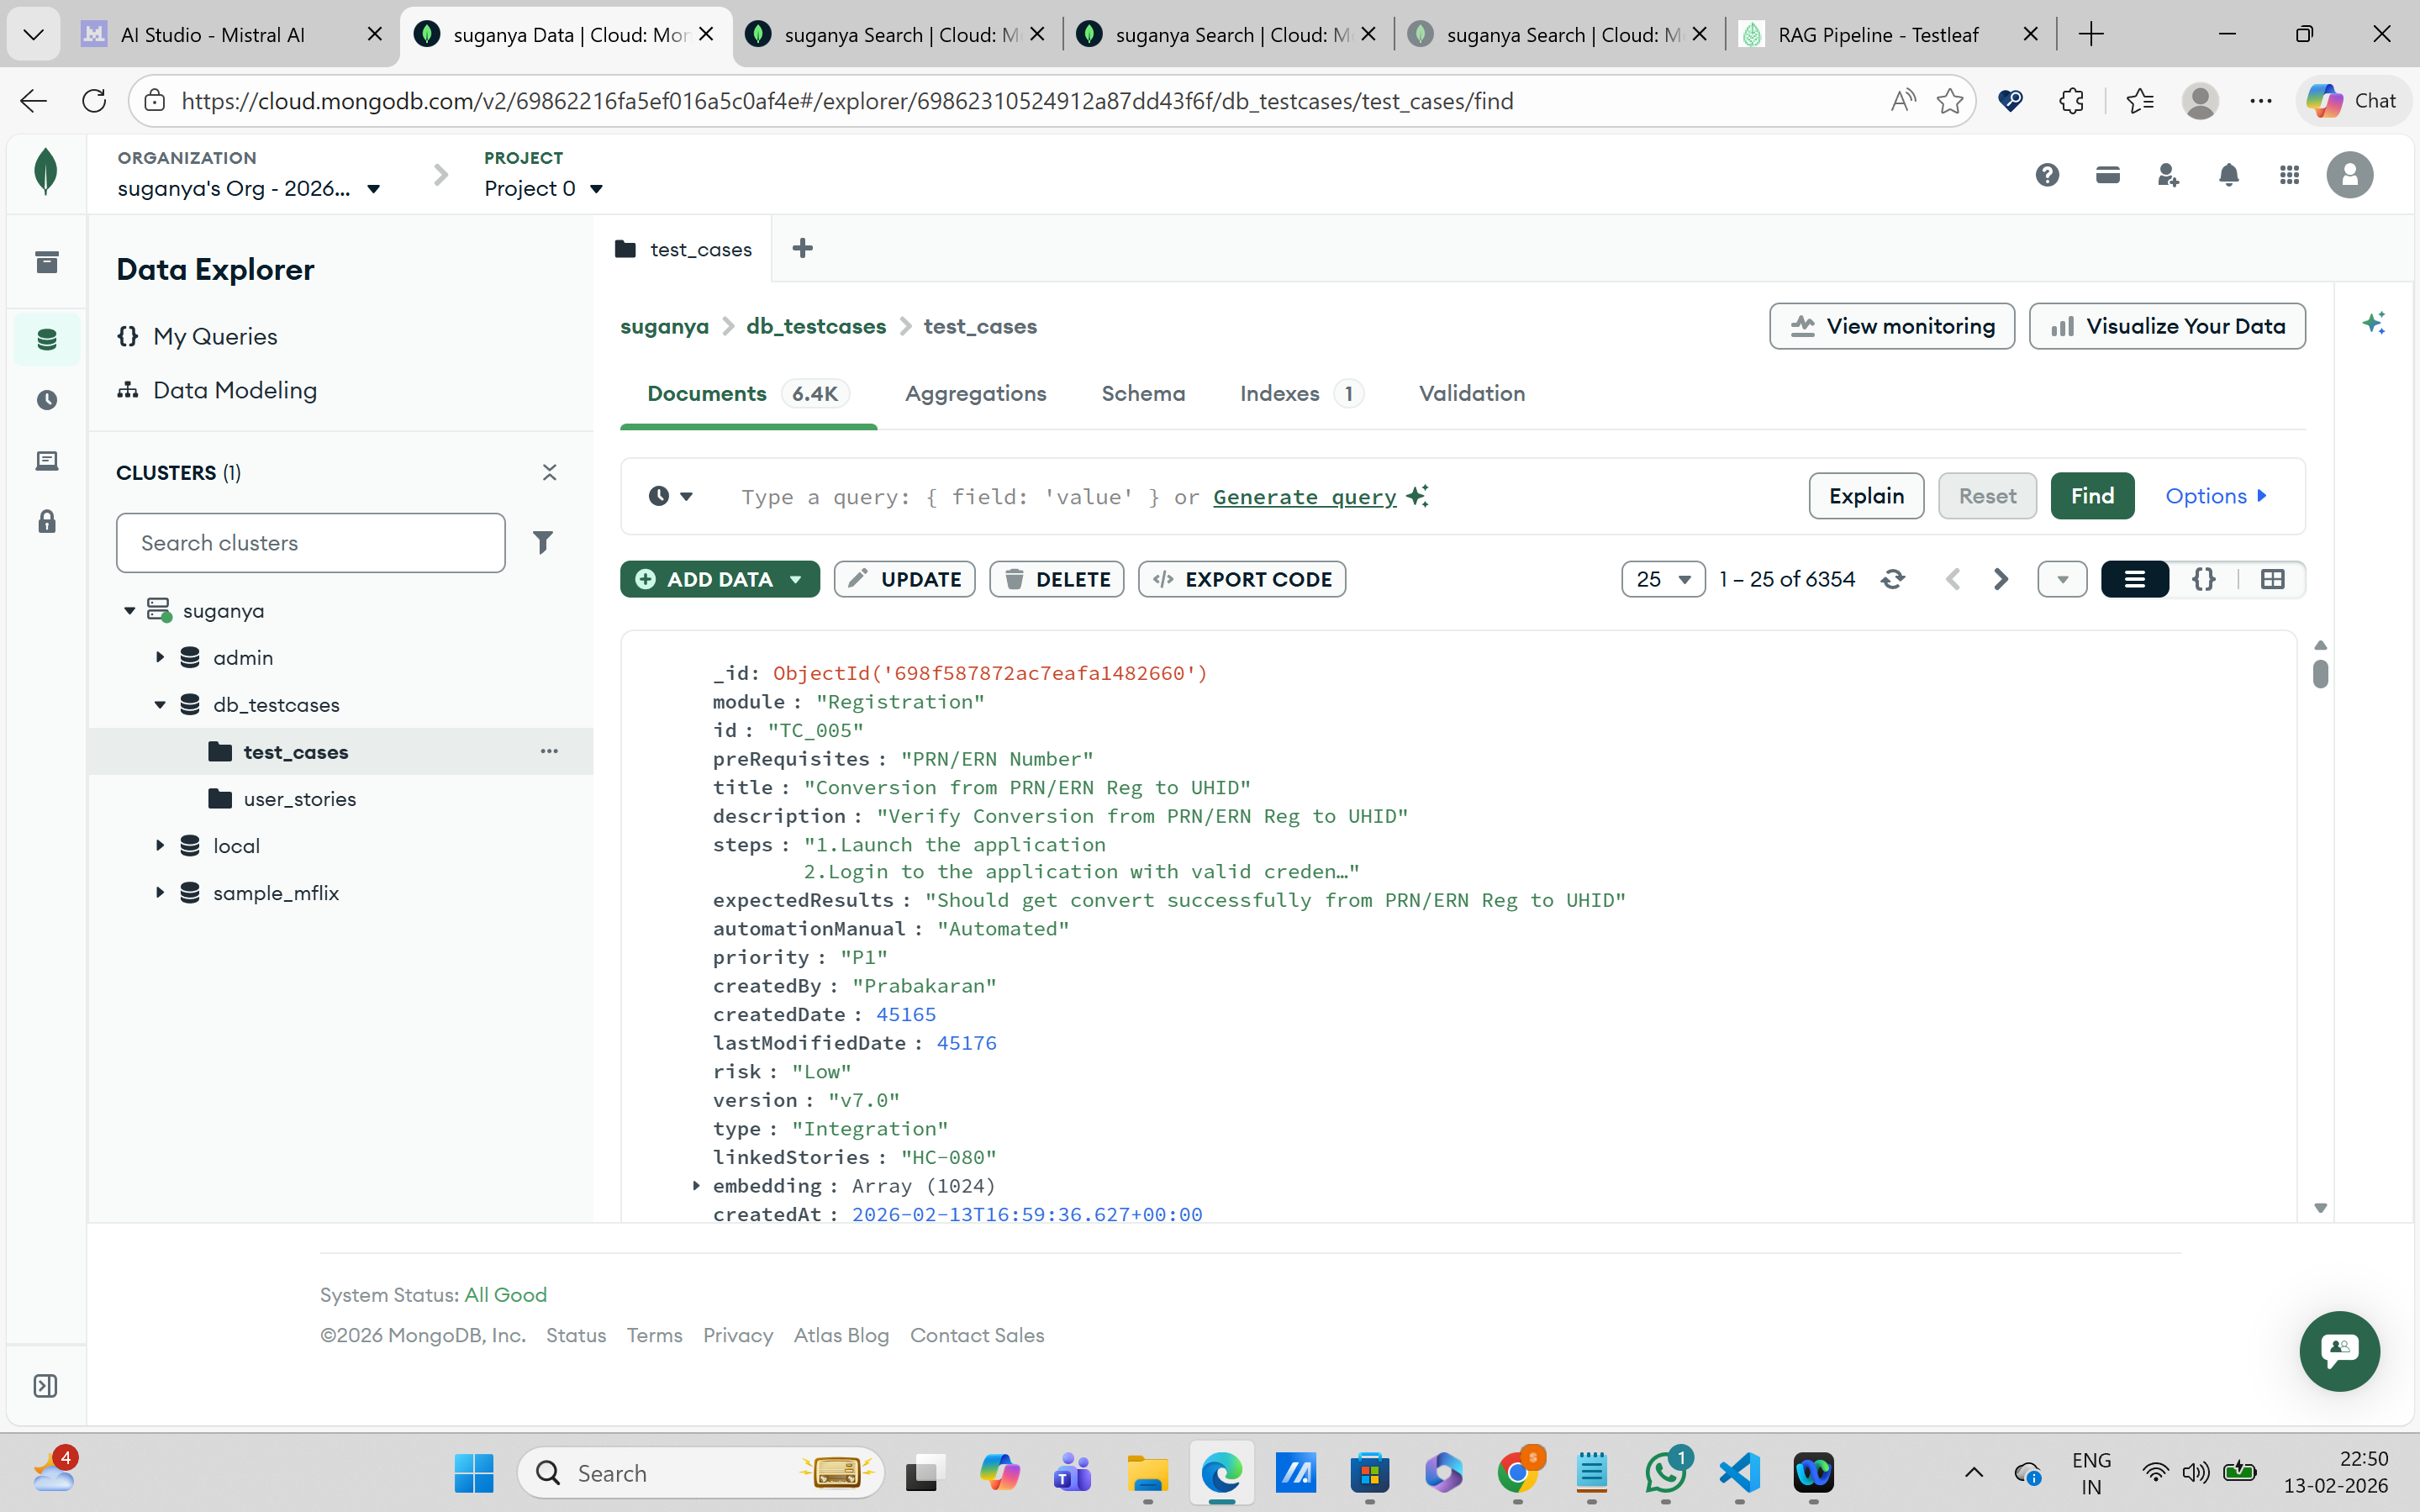 AI Studio - Mistral AI
suganya Data | Cloud: Mon
suganya Search | Cloud: M
suganya Search | Cloud: M
suganya Search | Cloud: M
RAG Pipeline - Testleaf
https://cloud.mongodb.com/v2/69862216fa5ef016a5c0af4e#/explorer/69862310524912a87dd43f6f/db_testcases/test_cases/find
Chat
ORGANIZATION
suganya's Org - 2026...
PROJECT
Project 0
Data Explorer
My Queries
Data Modeling
CLUSTERS (1)
Search clusters
suganya
admin
db_testcases
test_cases
user_stories
local
sample_mflix
test_cases
suganya > db_testcases > test_cases
View monitoring
Visualize Your Data
Documents 6.4K
Aggregations
Schema
Indexes 1
Validation
Type a query: { field: 'value' } or Generate query
Explain
Reset
Find
Options
ADD DATA
UPDATE
DELETE
EXPORT CODE
25
1 – 25 of 6354
_id: ObjectId('698f587872ac7eafa1482660')
module : "Registration"
id : "TC_005"
preRequisites : "PRN/ERN Number"
title : "Conversion from PRN/ERN Reg to UHID"
description : "Verify Conversion from PRN/ERN Reg to UHID"
steps : "1.Launch the application
2.Login to the application with valid creden…"
expectedResults : "Should get convert successfully from PRN/ERN Reg to UHID"
automationManual : "Automated"
priority : "P1"
createdBy : "Prabakaran"
createdDate : 45165
lastModifiedDate : 45176
risk : "Low"
version : "v7.0"
type : "Integration"
linkedStories : "HC-080"
embedding : Array (1024)
createdAt : 2026-02-13T16:59:36.627+00:00
System Status: All Good
©2026 MongoDB, Inc. Status Terms Privacy Atlas Blog Contact Sales
4
Search
1
ENG
IN
22:50
13-02-2026